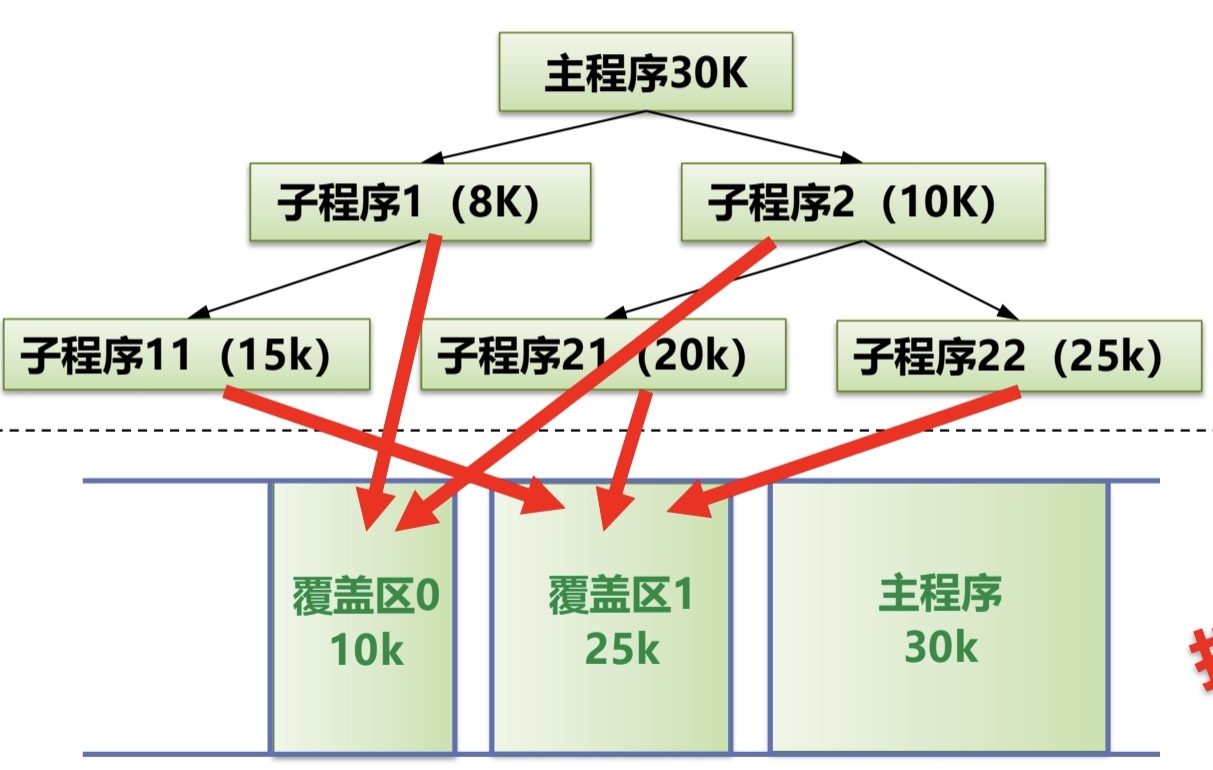 主程序30K
子程序1（8K）
子程序2（10K）
子程序11（15k）
子程序21（20k）
子程序22（25k）
覆盖区0
10k
覆盖区1
25k
主程序
30k